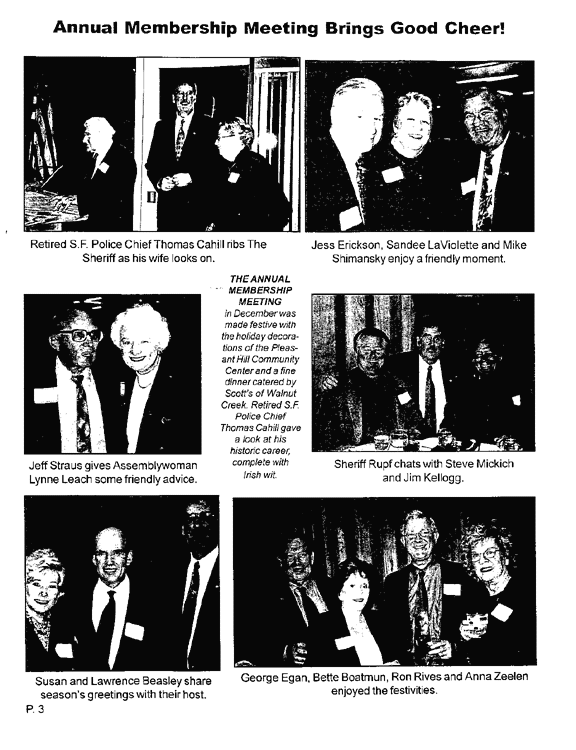 Annual Membership Meeting Brings Good Cheer!
Retired S.F. Police Chief Thomas Cahill ribs The
Sheriff as his wife looks on.
Jess Erickson, Sandee LaViolette and Mike
Shimansky enjoy a friendly moment.
THE ANNUAL
MEMBERSHIP
MEETING
in December was
made festive with
the holiday decora-
tions of the Pleas-
ant Hill Community
Center and a fine
dinner catered by
Scott's of Walnut
Creek. Retired S.F.
Police Chief
Thomas Cahill gave
a look at his
historic career,
complete with
Irish wit.
Jeff Straus gives Assemblywoman
Lynne Leach some friendly advice.
Sheriff Rupf chats with Steve Mickich
and Jim Kellogg.
Susan and Lawrence Beasley share
season's greetings with their host.
George Egan, Bette Boatmun, Ron Rives and Anna Zeelen
enjoyed the festivities.
P. 3